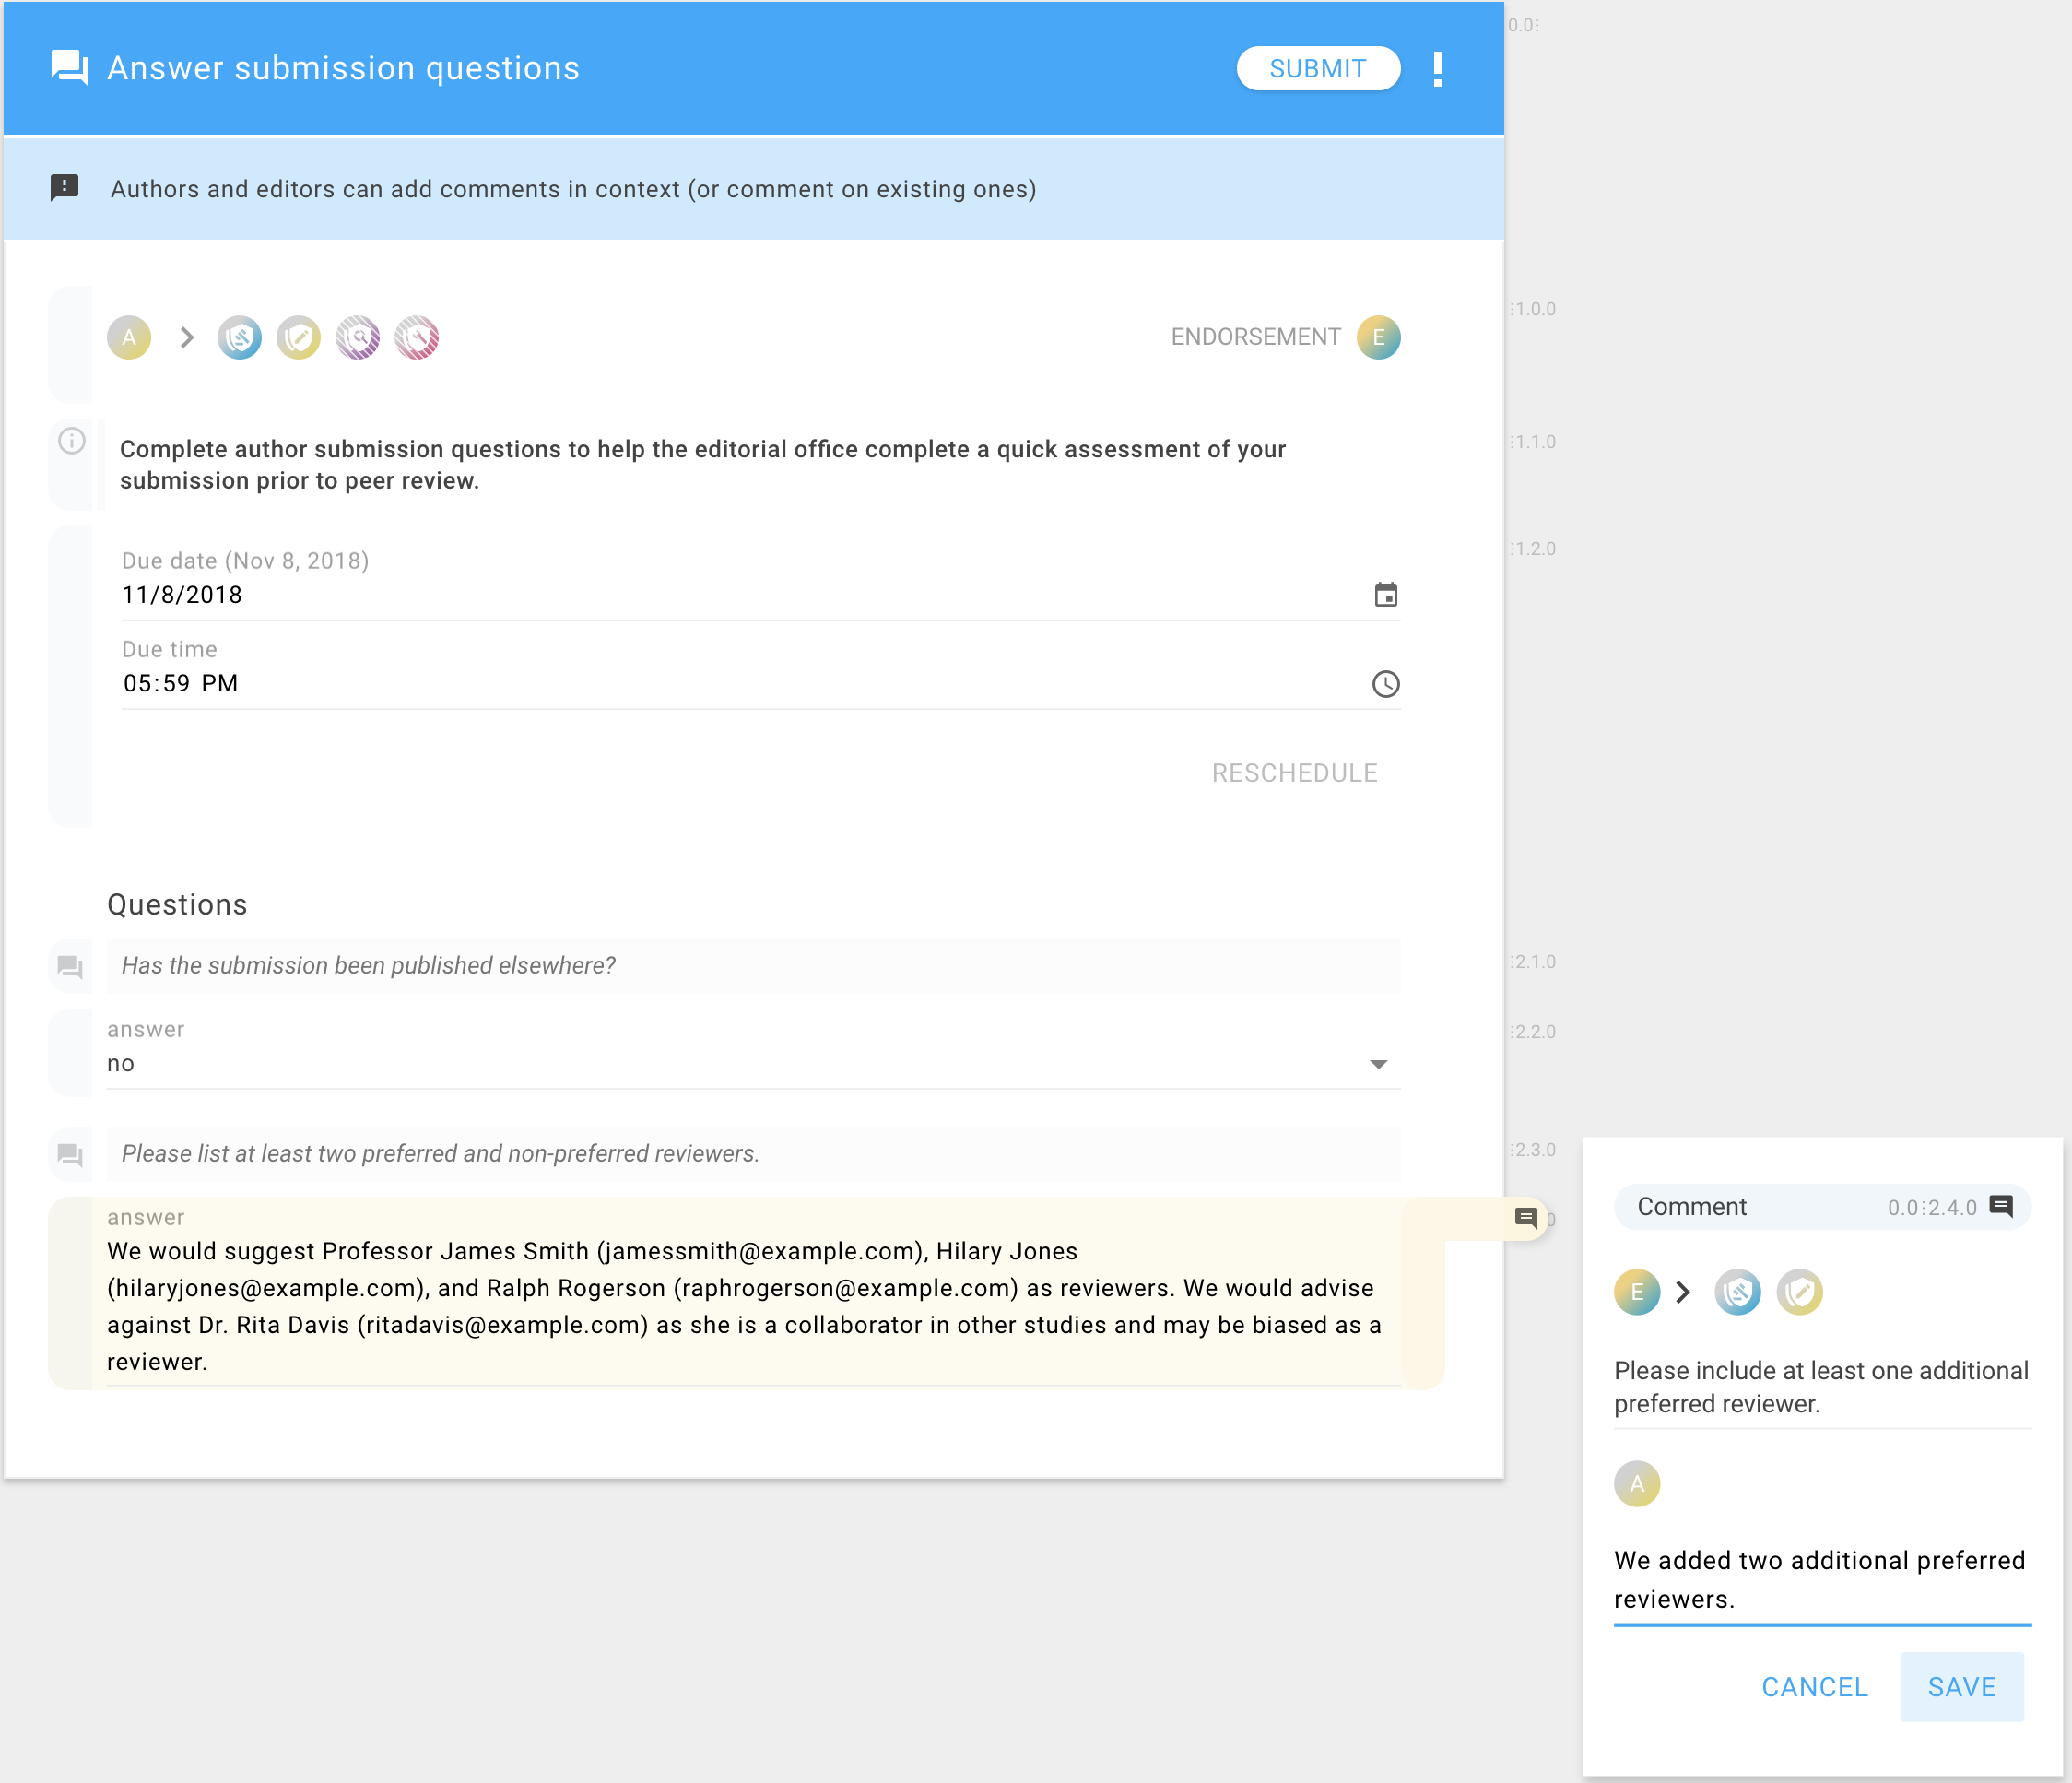 Answer submission questions
SUBMIT
0.0⋮
Authors and editors can add comments in context (or comment on existing ones)
A
ENDORSEMENT
E
⋮1.0.0
Complete author submission questions to help the editorial office complete a quick assessment of your
submission prior to peer review.
⋮1.1.0
Due date (Nov 8, 2018)
11/8/2018
⋮1.2.0
Due time
05:59 PM
RESCHEDULE
Questions
Has the submission been published elsewhere?
⋮2.1.0
answer
no
⋮2.2.0
Please list at least two preferred and non-preferred reviewers.
⋮2.3.0
answer
We would suggest Professor James Smith (jamessmith@example.com), Hilary Jones
(hilaryjones@example.com), and Ralph Rogerson (raphrogerson@example.com) as reviewers. We would advise
against Dr. Rita Davis (ritadavis@example.com) as she is a collaborator in other studies and may be biased as a
reviewer.
0
Comment
0.0⋮2.4.0
E
Please include at least one additional
preferred reviewer.
A
We added two additional preferred
reviewers.
CANCEL
SAVE